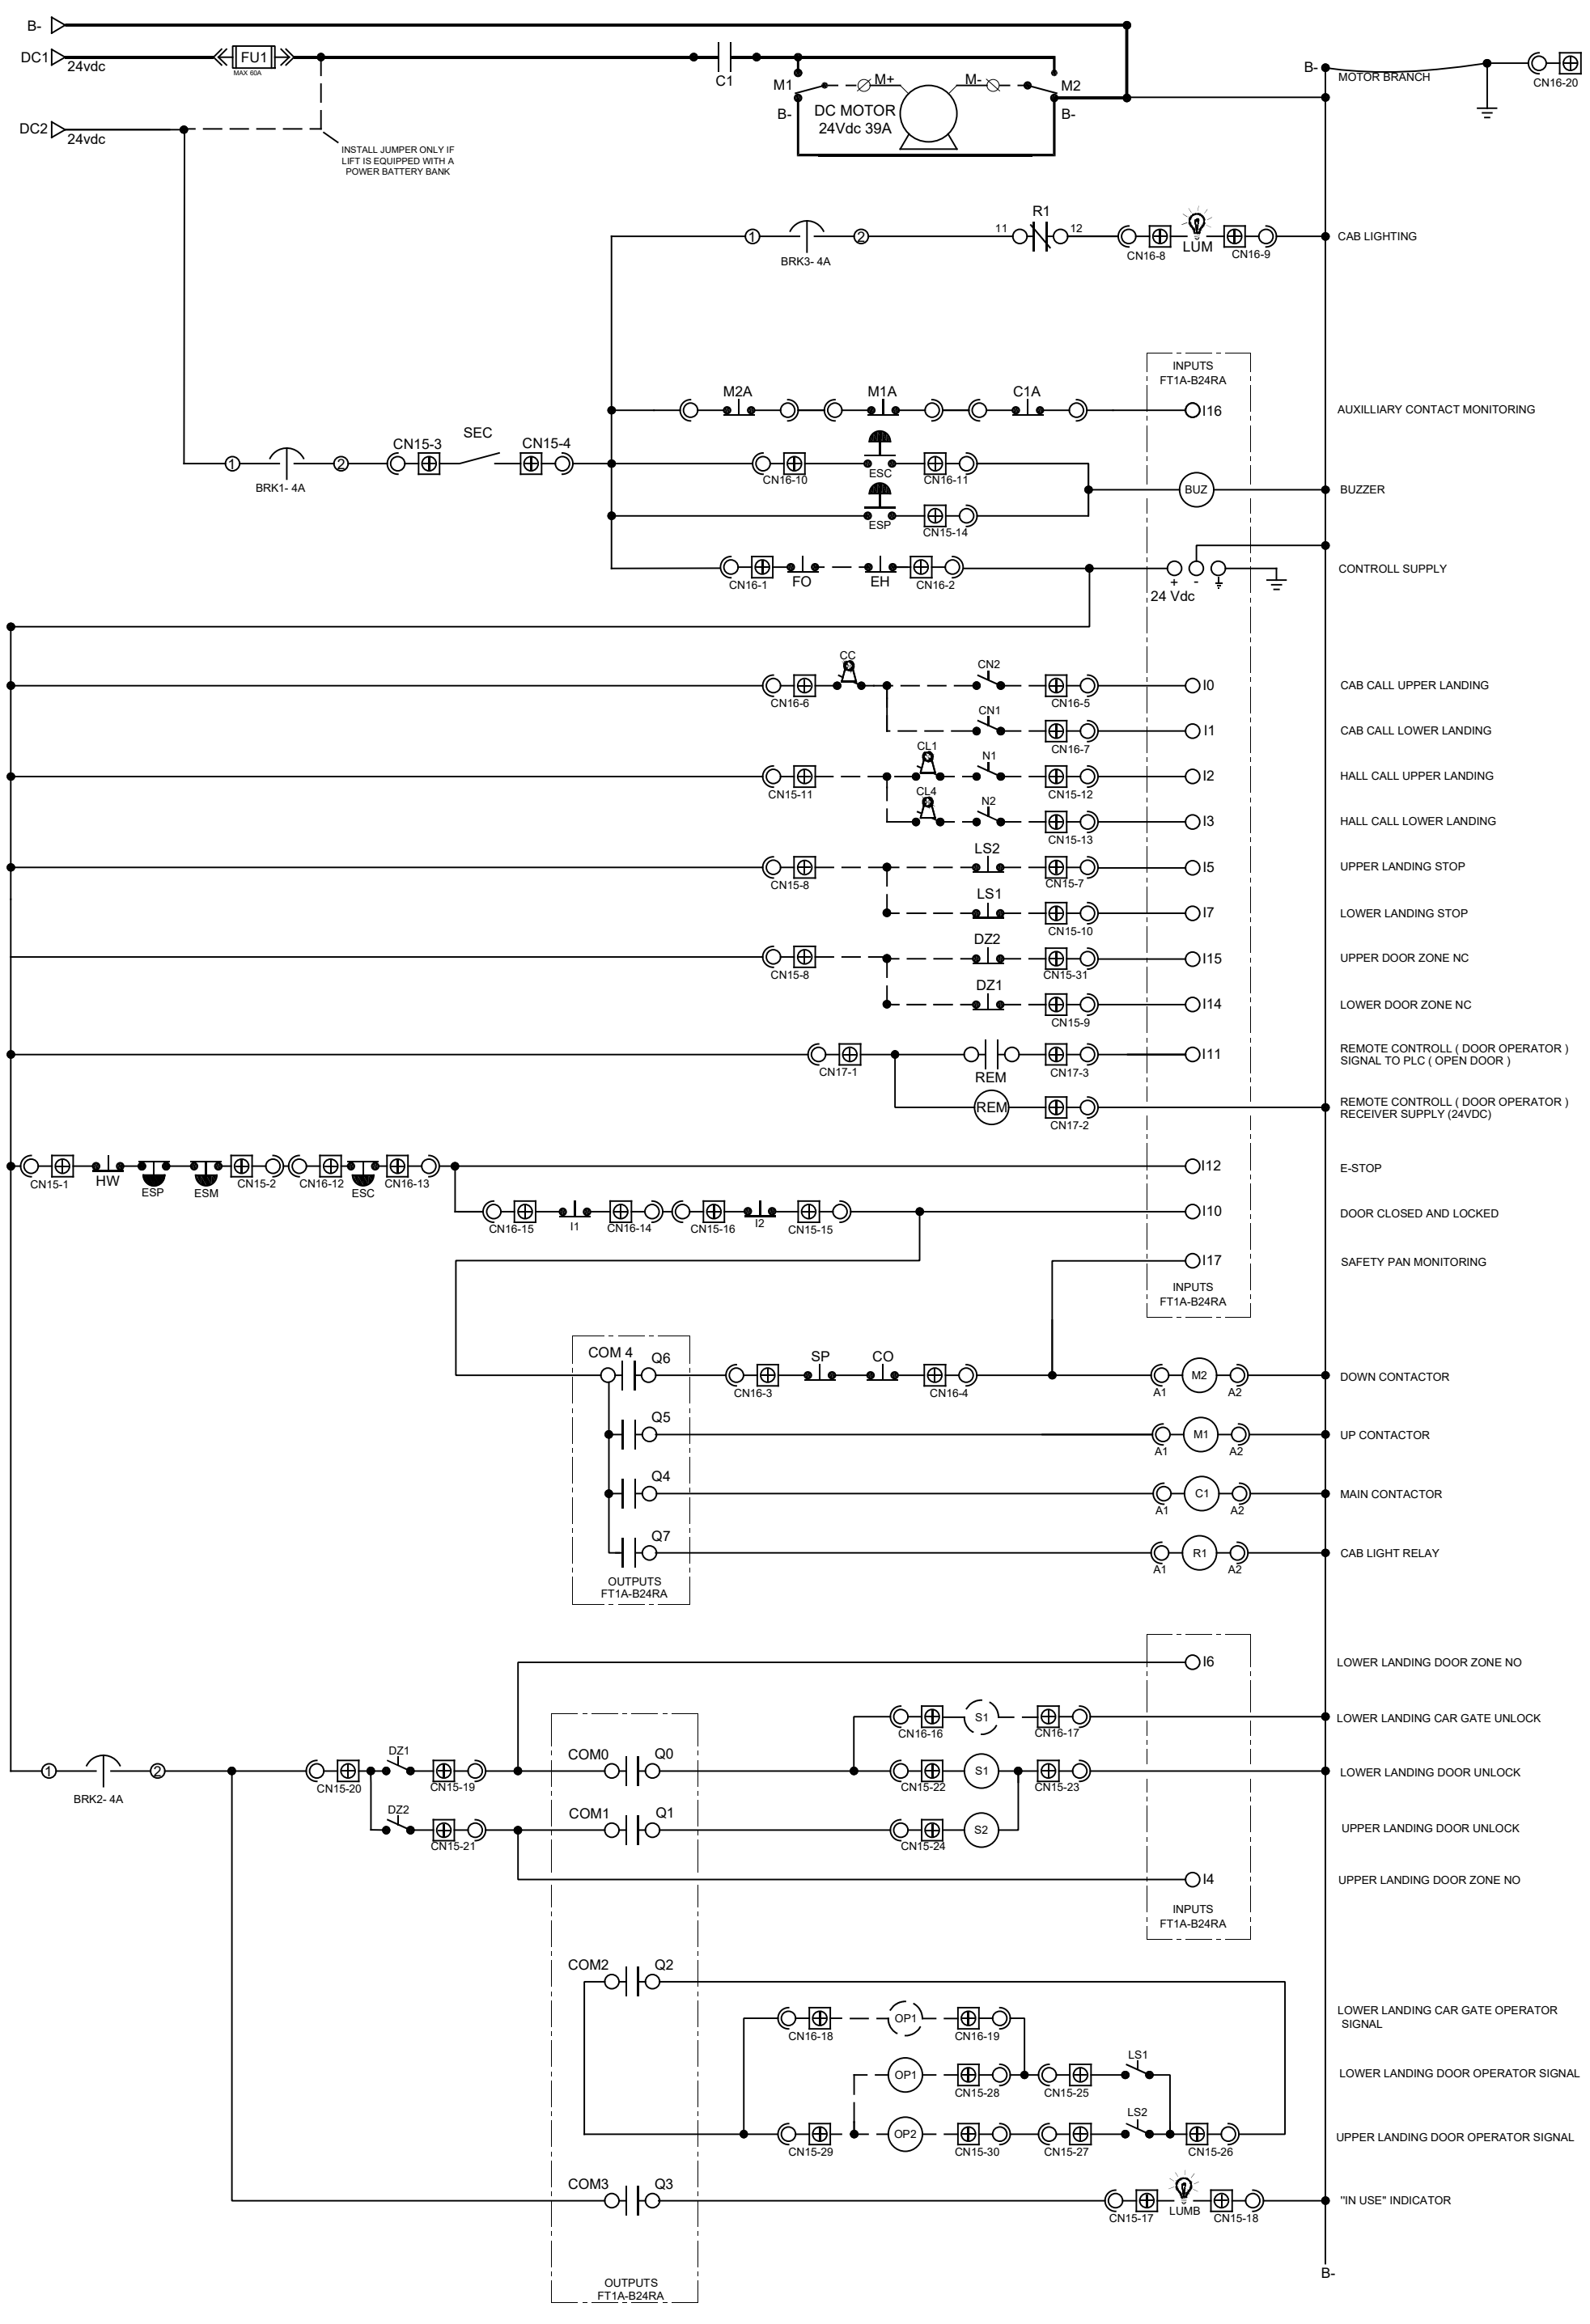 B-
DC1
24vdc
FU1
MAX 60A
C1
M1
M+
M-
M2
B-
B-
DC MOTOR
24Vdc 39A
B-
MOTOR BRANCH
CN16-20
DC2
24vdc
INSTALL JUMPER ONLY IF
LIFT IS EQUIPPED WITH A
POWER BATTERY BANK
1
2
BRK3- 4A
R1
11
12
CN16-8
LUM
CN16-9
CAB LIGHTING
INPUTS
FT1A-B24RA
M2A
M1A
C1A
I16
AUXILLIARY CONTACT MONITORING
1
2
BRK1- 4A
CN15-3
SEC
CN15-4
CN16-10
ESC
CN16-11
BUZ
BUZZER
ESP
CN15-14
CN16-1
FO
EH
CN16-2
+
-
24 Vdc
CONTROLL SUPPLY
CC
CN16-6
CN2
CN16-5
I0
CAB CALL UPPER LANDING
CN1
CN16-7
I1
CAB CALL LOWER LANDING
CL1
CN15-11
N1
CN15-12
I2
HALL CALL UPPER LANDING
CL4
N2
CN15-13
I3
HALL CALL LOWER LANDING
LS2
CN15-8
CN15-7
I5
UPPER LANDING STOP
LS1
CN15-10
I7
LOWER LANDING STOP
DZ2
CN15-8
CN15-31
I15
UPPER DOOR ZONE NC
DZ1
CN15-9
I14
LOWER DOOR ZONE NC
CN17-1
REM
CN17-3
I11
REMOTE CONTROLL ( DOOR OPERATOR )
SIGNAL TO PLC ( OPEN DOOR )
REM
CN17-2
REMOTE CONTROLL ( DOOR OPERATOR )
RECEIVER SUPPLY (24VDC)
CN15-1
HW
ESP
ESM
CN15-2
CN16-12
ESC
CN16-13
I12
E-STOP
CN16-15
I1
CN16-14
CN15-16
I2
CN15-15
I10
DOOR CLOSED AND LOCKED
I17
SAFETY PAN MONITORING
INPUTS
FT1A-B24RA
COM 4
Q6
CN16-3
SP
CO
CN16-4
A1
M2
A2
DOWN CONTACTOR
Q5
A1
M1
A2
UP CONTACTOR
Q4
A1
C1
A2
MAIN CONTACTOR
Q7
A1
R1
A2
CAB LIGHT RELAY
OUTPUTS
FT1A-B24RA
I6
LOWER LANDING DOOR ZONE NO
CN16-16
S1
CN16-17
LOWER LANDING CAR GATE UNLOCK
1
2
BRK2- 4A
CN15-20
DZ1
CN15-19
COM0
Q0
CN15-22
S1
CN15-23
LOWER LANDING DOOR UNLOCK
DZ2
CN15-21
COM1
Q1
CN15-24
S2
UPPER LANDING DOOR UNLOCK
I4
UPPER LANDING DOOR ZONE NO
INPUTS
FT1A-B24RA
COM2
Q2
CN16-18
OP1
CN16-19
LOWER LANDING CAR GATE OPERATOR
SIGNAL
OP1
CN15-28
CN15-25
LS1
LOWER LANDING DOOR OPERATOR SIGNAL
CN15-29
OP2
CN15-30
CN15-27
LS2
CN15-26
UPPER LANDING DOOR OPERATOR SIGNAL
COM3
Q3
CN15-17
LUMB
CN15-18
"IN USE" INDICATOR
B-
OUTPUTS
FT1A-B24RA